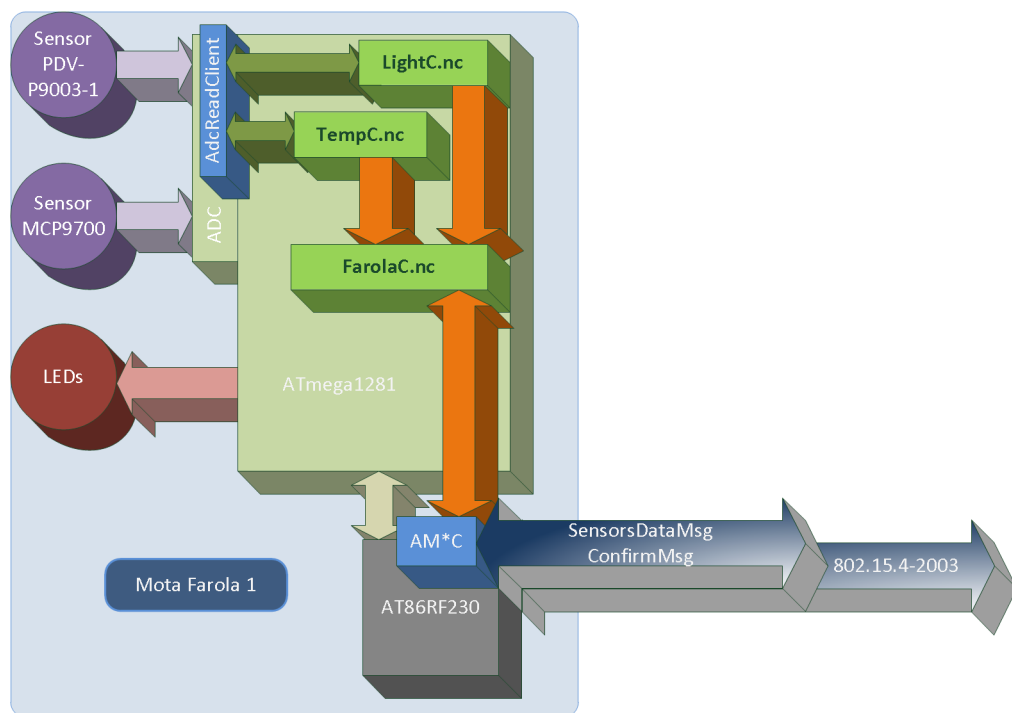 Sensor
PDV-
P9003-1
AdcReadClient
LightC.nc
TempC.nc
Sensor
MCP9700
ADC
FarolaC.nc
LEDs
ATmega1281
AM*C
SensorsDataMsg
ConfirmMsg
802.15.4-2003
Mota Farola 1
AT86RF230